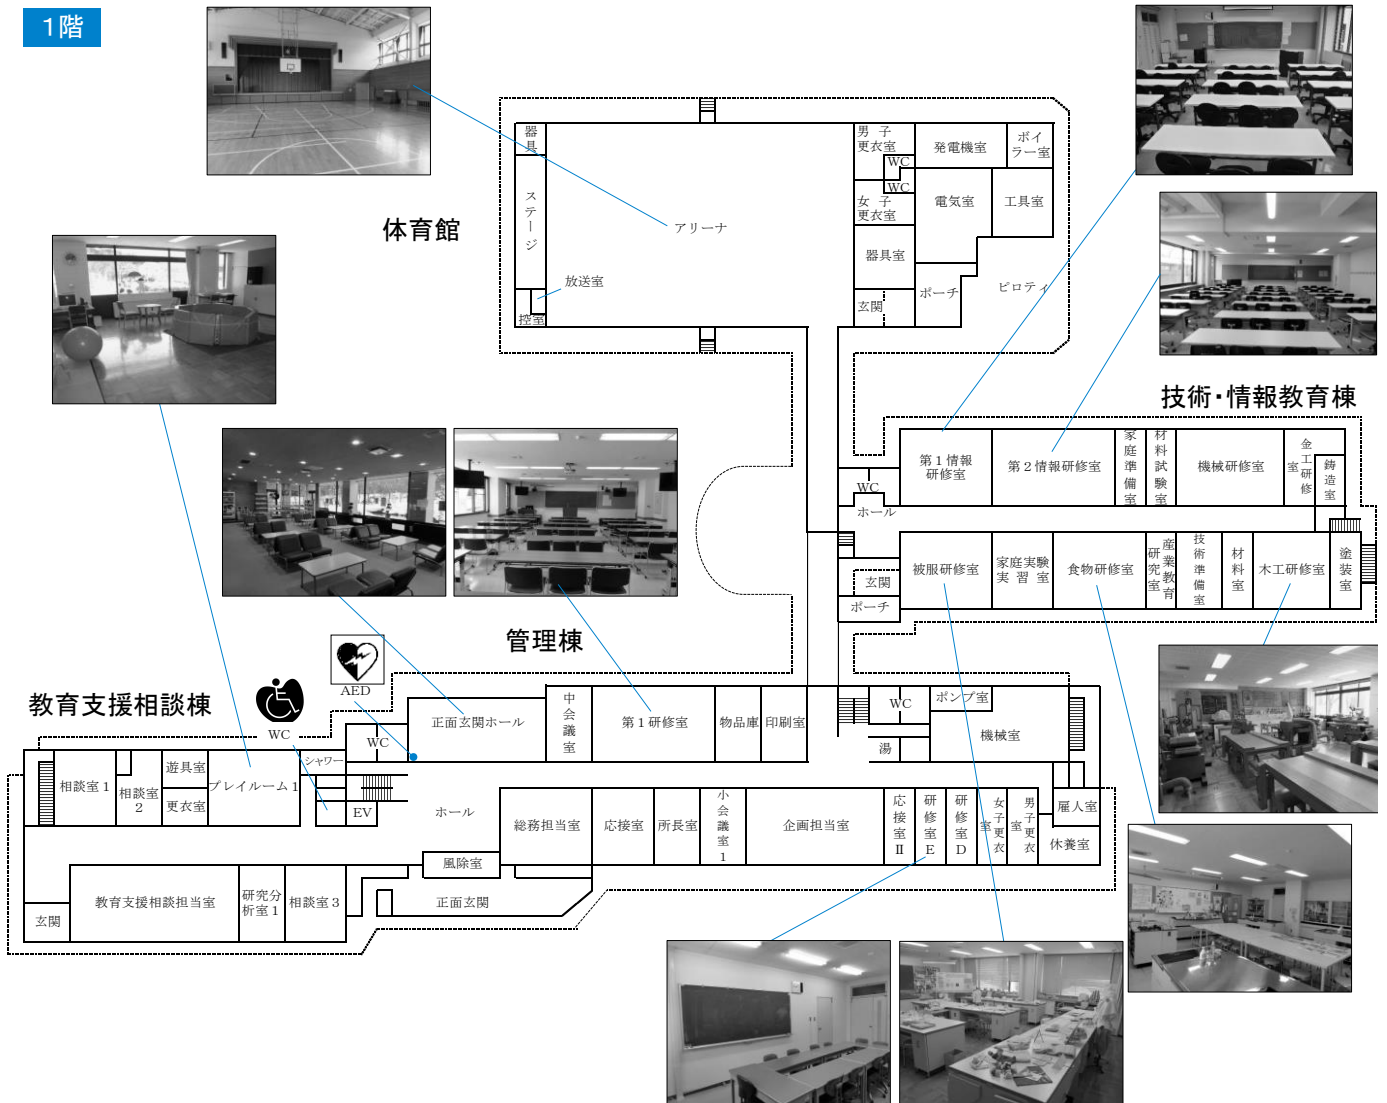 1階
体育館
器
具
ステージ
放送室
控室
アリーナ
男 子
更衣室
WC
WC
女 子
更衣室
器具室
玄関
発電機室
ボイ
ラー室
電気室
工具室
ポーチ
ピロティ
技術・情報教育棟
第１情報
研修室
第２情報研修室
家庭準備室
材料試験室
機械研修室
金工研修
室
鋳造室
WC
ホール
玄関
ポーチ
被服研修室
家庭実験
実 習 室
食物研修室
産業教育
研究室
技術準備室
材料室
木工研修室
塗装室
管理棟
AED
正面玄関ホール
中会議室
第１研修室
物品庫
印刷室
WC
湯
ポンプ室
機械室
ホール
総務担当室
応接室
所長室
小会議室１
企画担当室
応接室Ⅱ
研修室E
研修室D
女子更衣
室
男子更衣
室
雇人室
休養室
風除室
正面玄関
教育支援相談棟
WC
WC
シャワー
EV
相談室１
相談室
２
遊具室
更衣室
プレイルーム１
教育支援相談担当室
研究分
析室１
相談室３
玄関